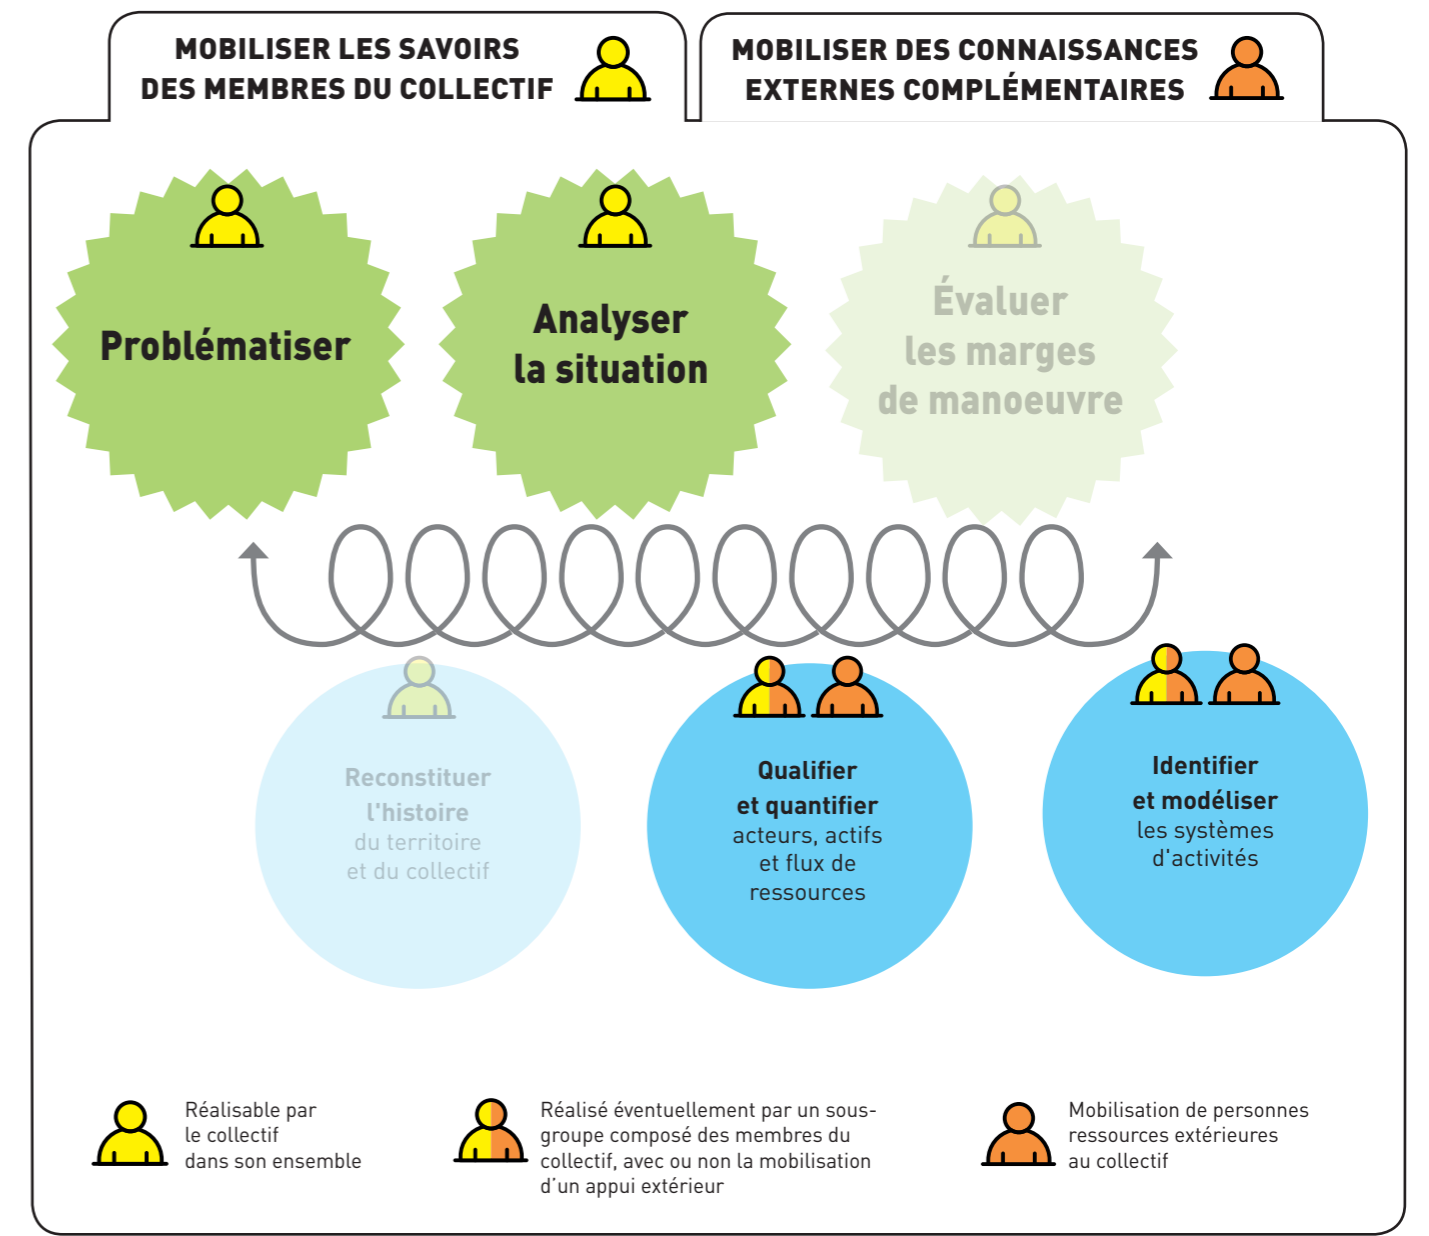 MOBILISER LES SAVOIRS
DES MEMBRES DU COLLECTIF
MOBILISER DES CONNAISSANCES
EXTERNES COMPLÉMENTAIRES
Problématiser
Analyser
la situation
Évaluer
les marges
de manoeuvre
Reconstituer
l'histoire
du territoire
et du collectif
Qualifier
et quantifier
acteurs, actifs
et flux de
ressources
Identifier
et modéliser
les systèmes
d'activités
Réalisable par
le collectif
dans son ensemble
Réalisé éventuellement par un sous-
groupe composé des membres du
collectif, avec ou non la mobilisation
d’un appui extérieur
Mobilisation de personnes
ressources extérieures
au collectif